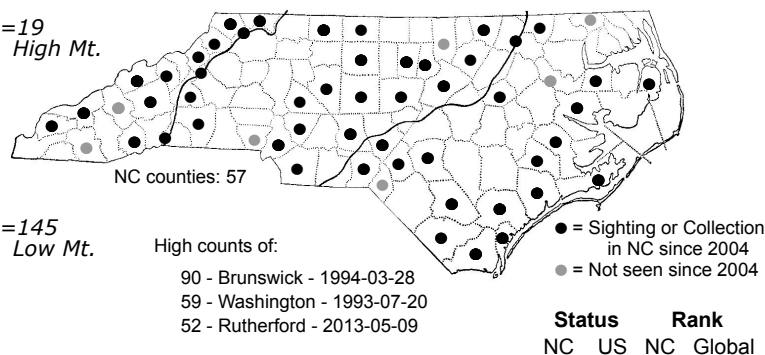 =19
High Mt.
NC counties: 57
=145
Low Mt.
High counts of:
90 - Brunswick - 1994-03-28
59 - Washington - 1993-07-20
52 - Rutherford - 2013-05-09
● = Sighting or Collection
in NC since 2004
● = Not seen since 2004
Status Rank
NC US NC Global